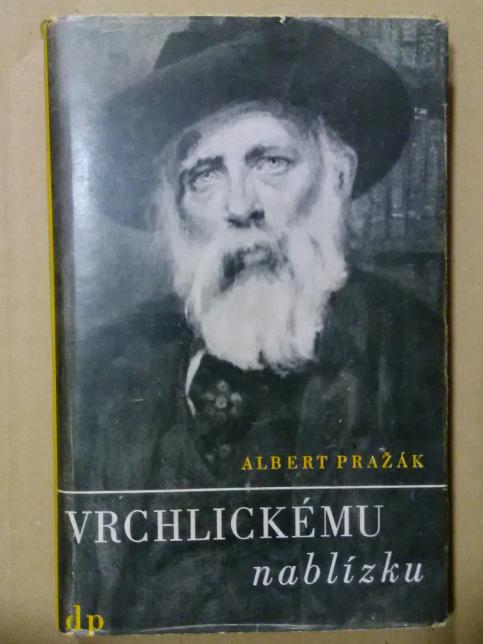 ALBERT PRAŽÁK
VRCHLICKÉMU
nablízku
dp